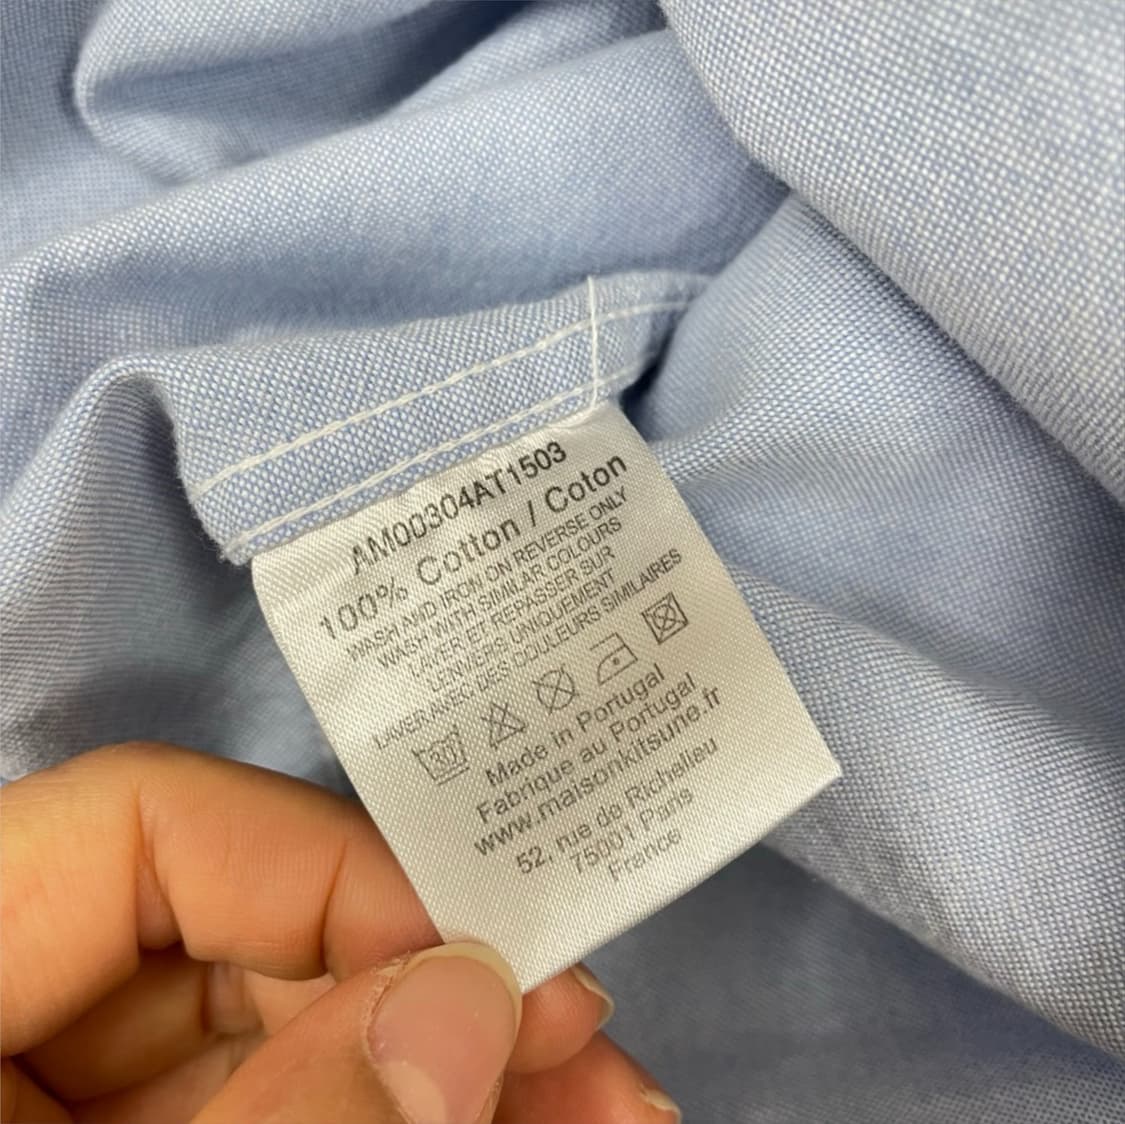 AM00304AT1503
100% Cotton / Coton
WASH AND IRON ON REVERSE ONLY
WASH WITH SIMILAR COLOURS
LAVER ET REPASSER SUR
L'ENVERS UNIQUEMENT
LAVER AVEC DES COULEURS SIMILAIRES
30
Made in Portugal
Fabrique au Portugal
www.maisonkitsune.fr
52, rue de Richelieu
75001 Paris
France